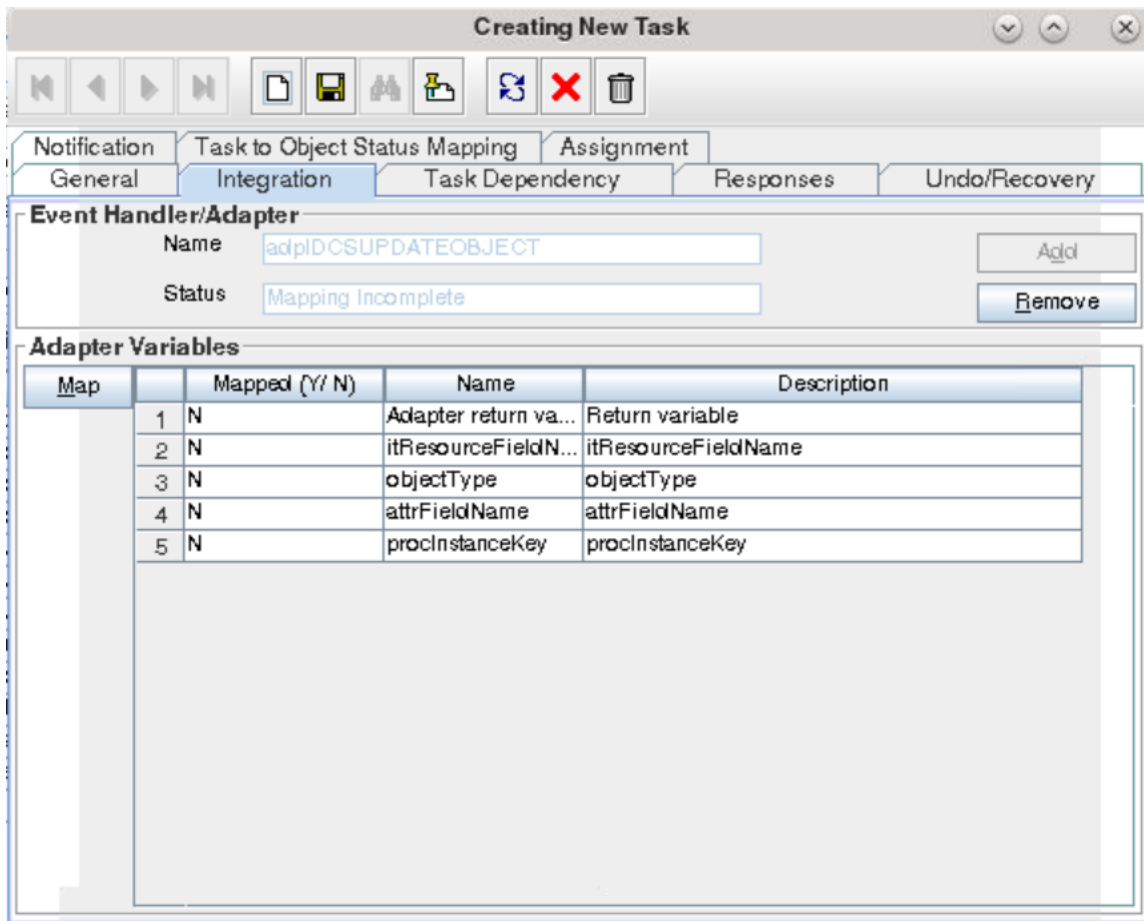 Creating New Task
Notification Task to Object Status Mapping Assignment
General Integration Task Dependency Responses Undo/Recovery
Event Handler/Adapter
Name adpIDCSUPDATEOBJECT Add
Status Mapping Incomplete Remove
Adapter Variables
Map Mapped (Y/ N) Name Description
1 N Adapter return va... Return variable
2 N itResourceFieldN... itResourceFieldName
3 N objectType objectType
4 N attrFieldName attrFieldName
5 N procInstanceKey procInstanceKey